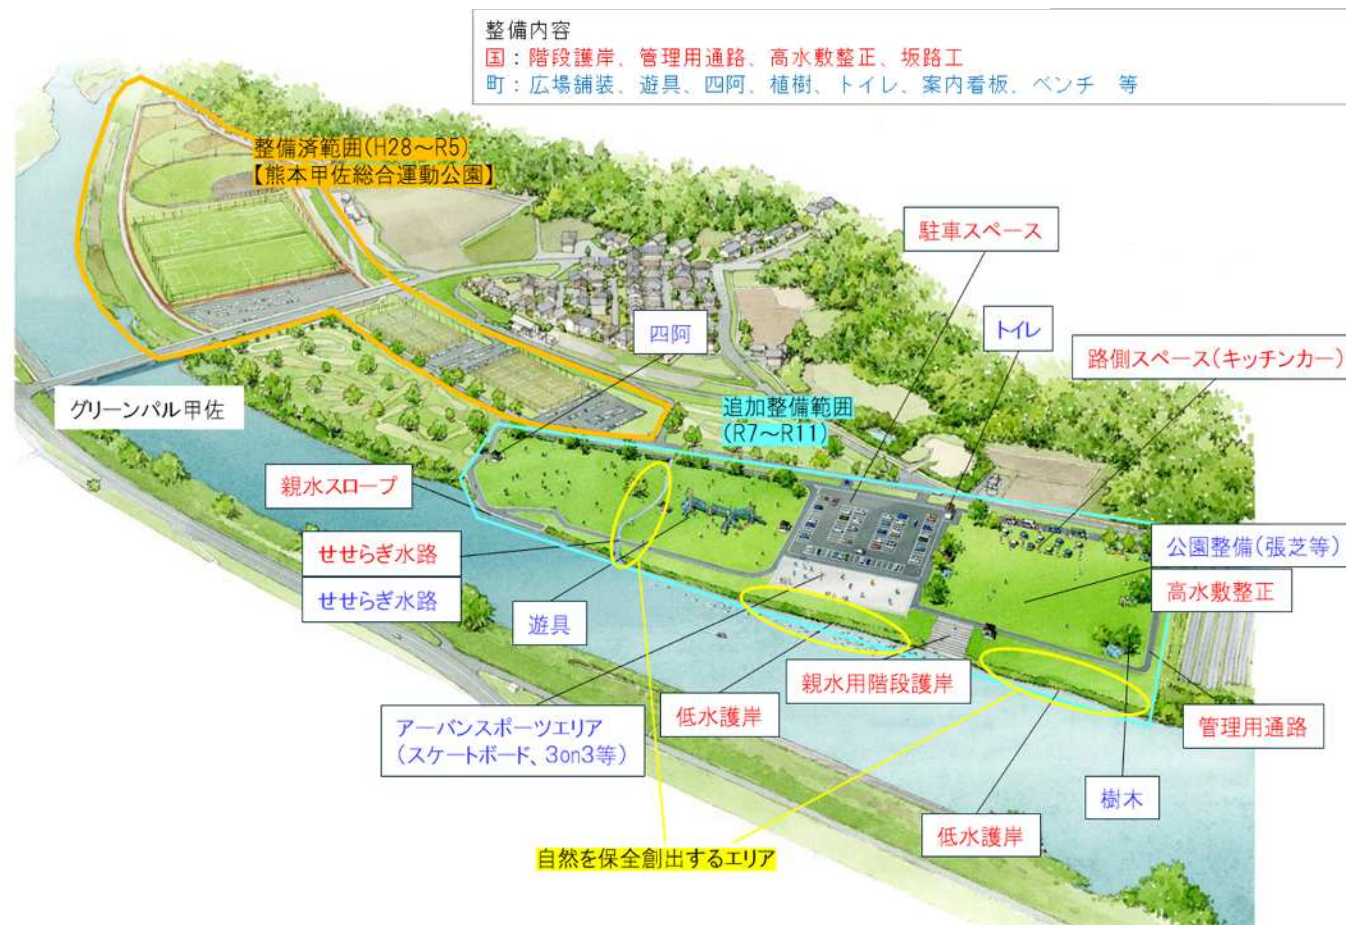 整備内容
国：階段護岸、管理用通路、高水敷整正、坂路工
町：広場舗装、遊具、四阿、植樹、トイレ、案内看板、ベンチ　等
整備済範囲(H28～R5)
【熊本甲佐総合運動公園】
駐車スペース
四阿
トイレ
路側スペース(キッチンカー)
グリーンパル甲佐
追加整備範囲
(R7～R11)
親水スロープ
せせらぎ水路
せせらぎ水路
公園整備(張芝等)
高水敷整正
遊具
親水用階段護岸
低水護岸
アーバンスポーツエリア
(スケートボード、3on3等)
管理用通路
樹木
低水護岸
自然を保全創出するエリア